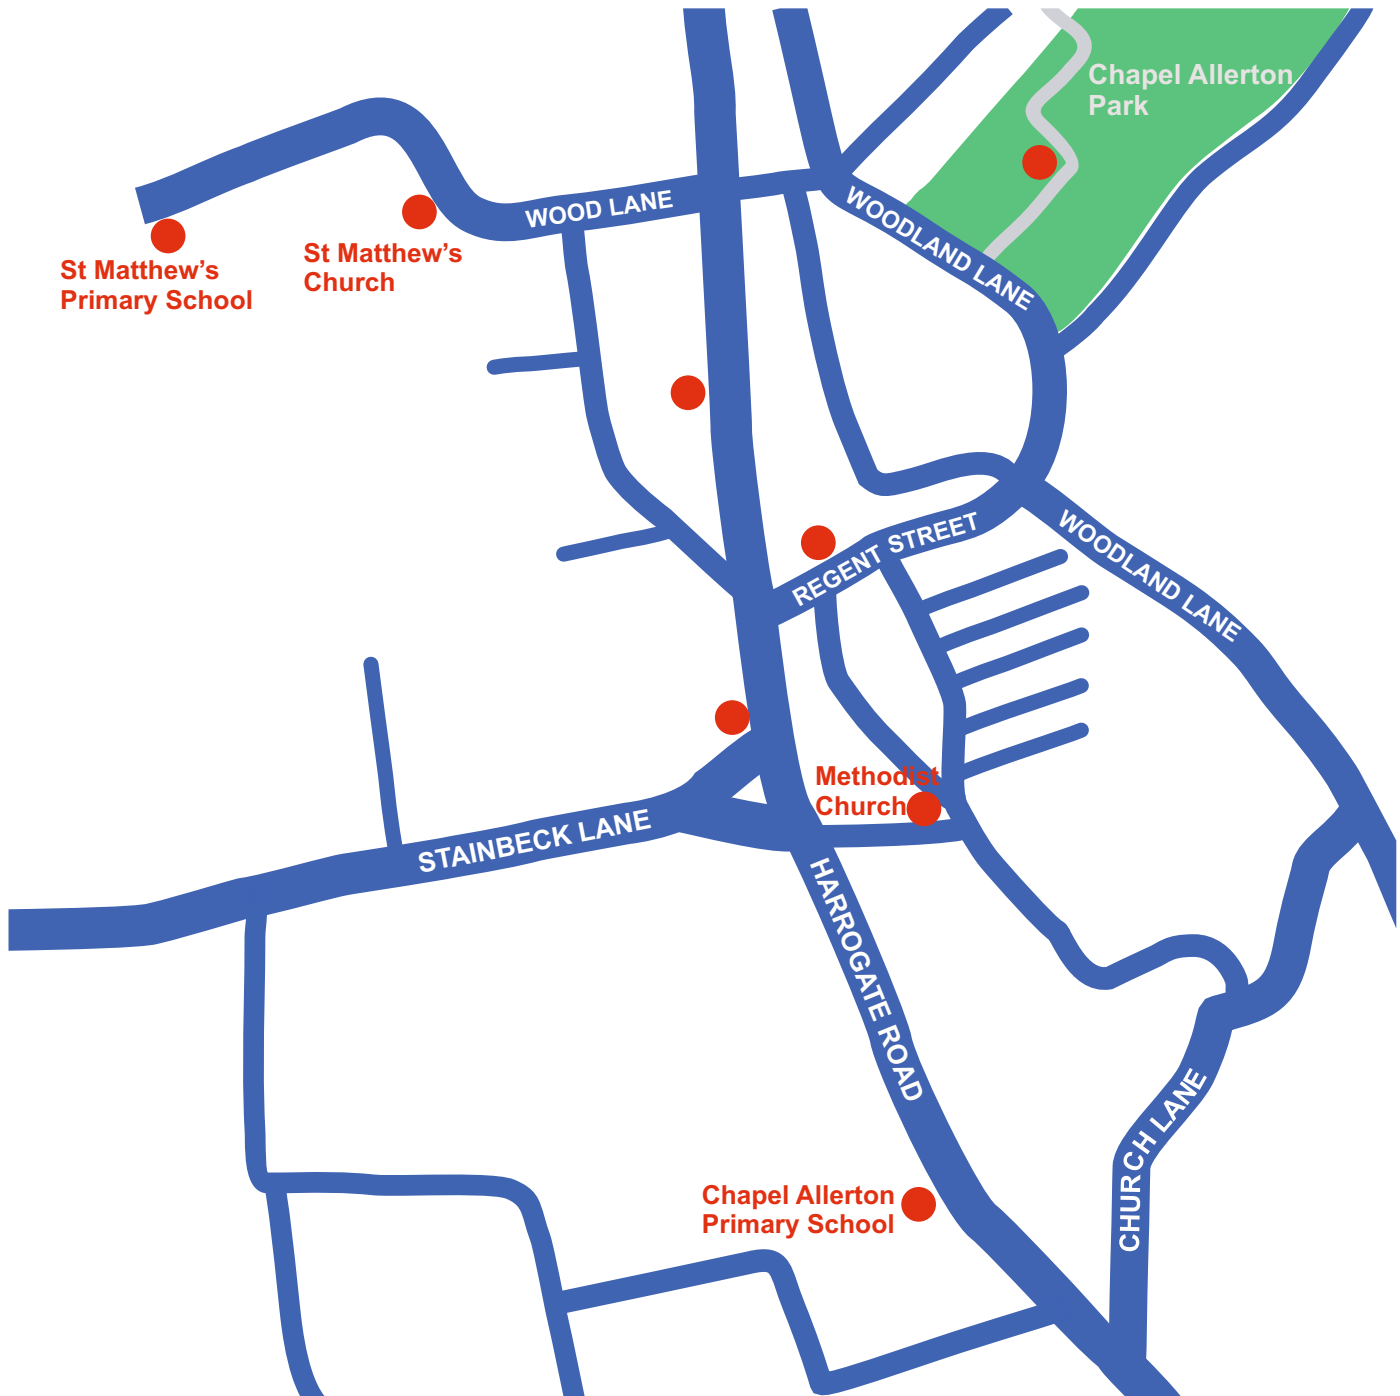 Chapel Allerton
Park
WOOD LANE
WOODLAND LANE
St Matthew’s
Church
St Matthew’s
Primary School
REGENT STREET
WOODLAND LANE
Methodist
Church
STAINBECK LANE
HARROGATE ROAD
CHURCH LANE
Chapel Allerton
Primary School